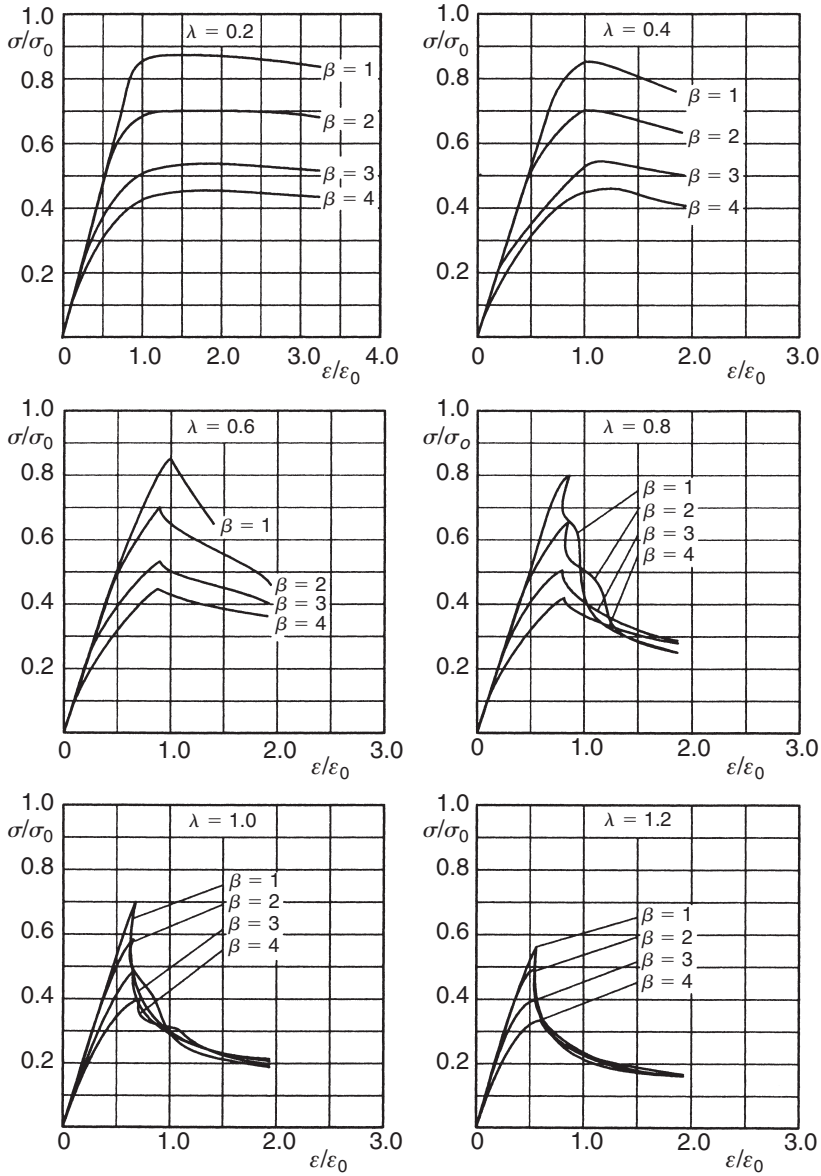 1.0
σ/σ0
0.8
0.6
0.4
0.2
0
1.0
2.0
3.0
4.0
ε/ε0
λ = 0.2
β = 1
β = 2
β = 3
β = 4
1.0
σ/σ0
0.8
0.6
0.4
0.2
0
1.0
2.0
3.0
ε/ε0
λ = 0.4
β = 1
β = 2
β = 3
β = 4
1.0
σ/σ0
0.8
0.6
0.4
0.2
0
1.0
2.0
3.0
ε/ε0
λ = 0.6
β = 1
β = 2
β = 3
β = 4
1.0
σ/σo
0.8
0.6
0.4
0.2
0
1.0
2.0
3.0
ε/ε0
λ = 0.8
β = 1
β = 2
β = 3
β = 4
1.0
σ/σ0
0.8
0.6
0.4
0.2
0
1.0
2.0
3.0
ε/ε0
λ = 1.0
β = 1
β = 2
β = 3
β = 4
1.0
σ/σ0
0.8
0.6
0.4
0.2
0
1.0
2.0
3.0
ε/ε0
λ = 1.2
β = 1
β = 2
β = 3
β = 4